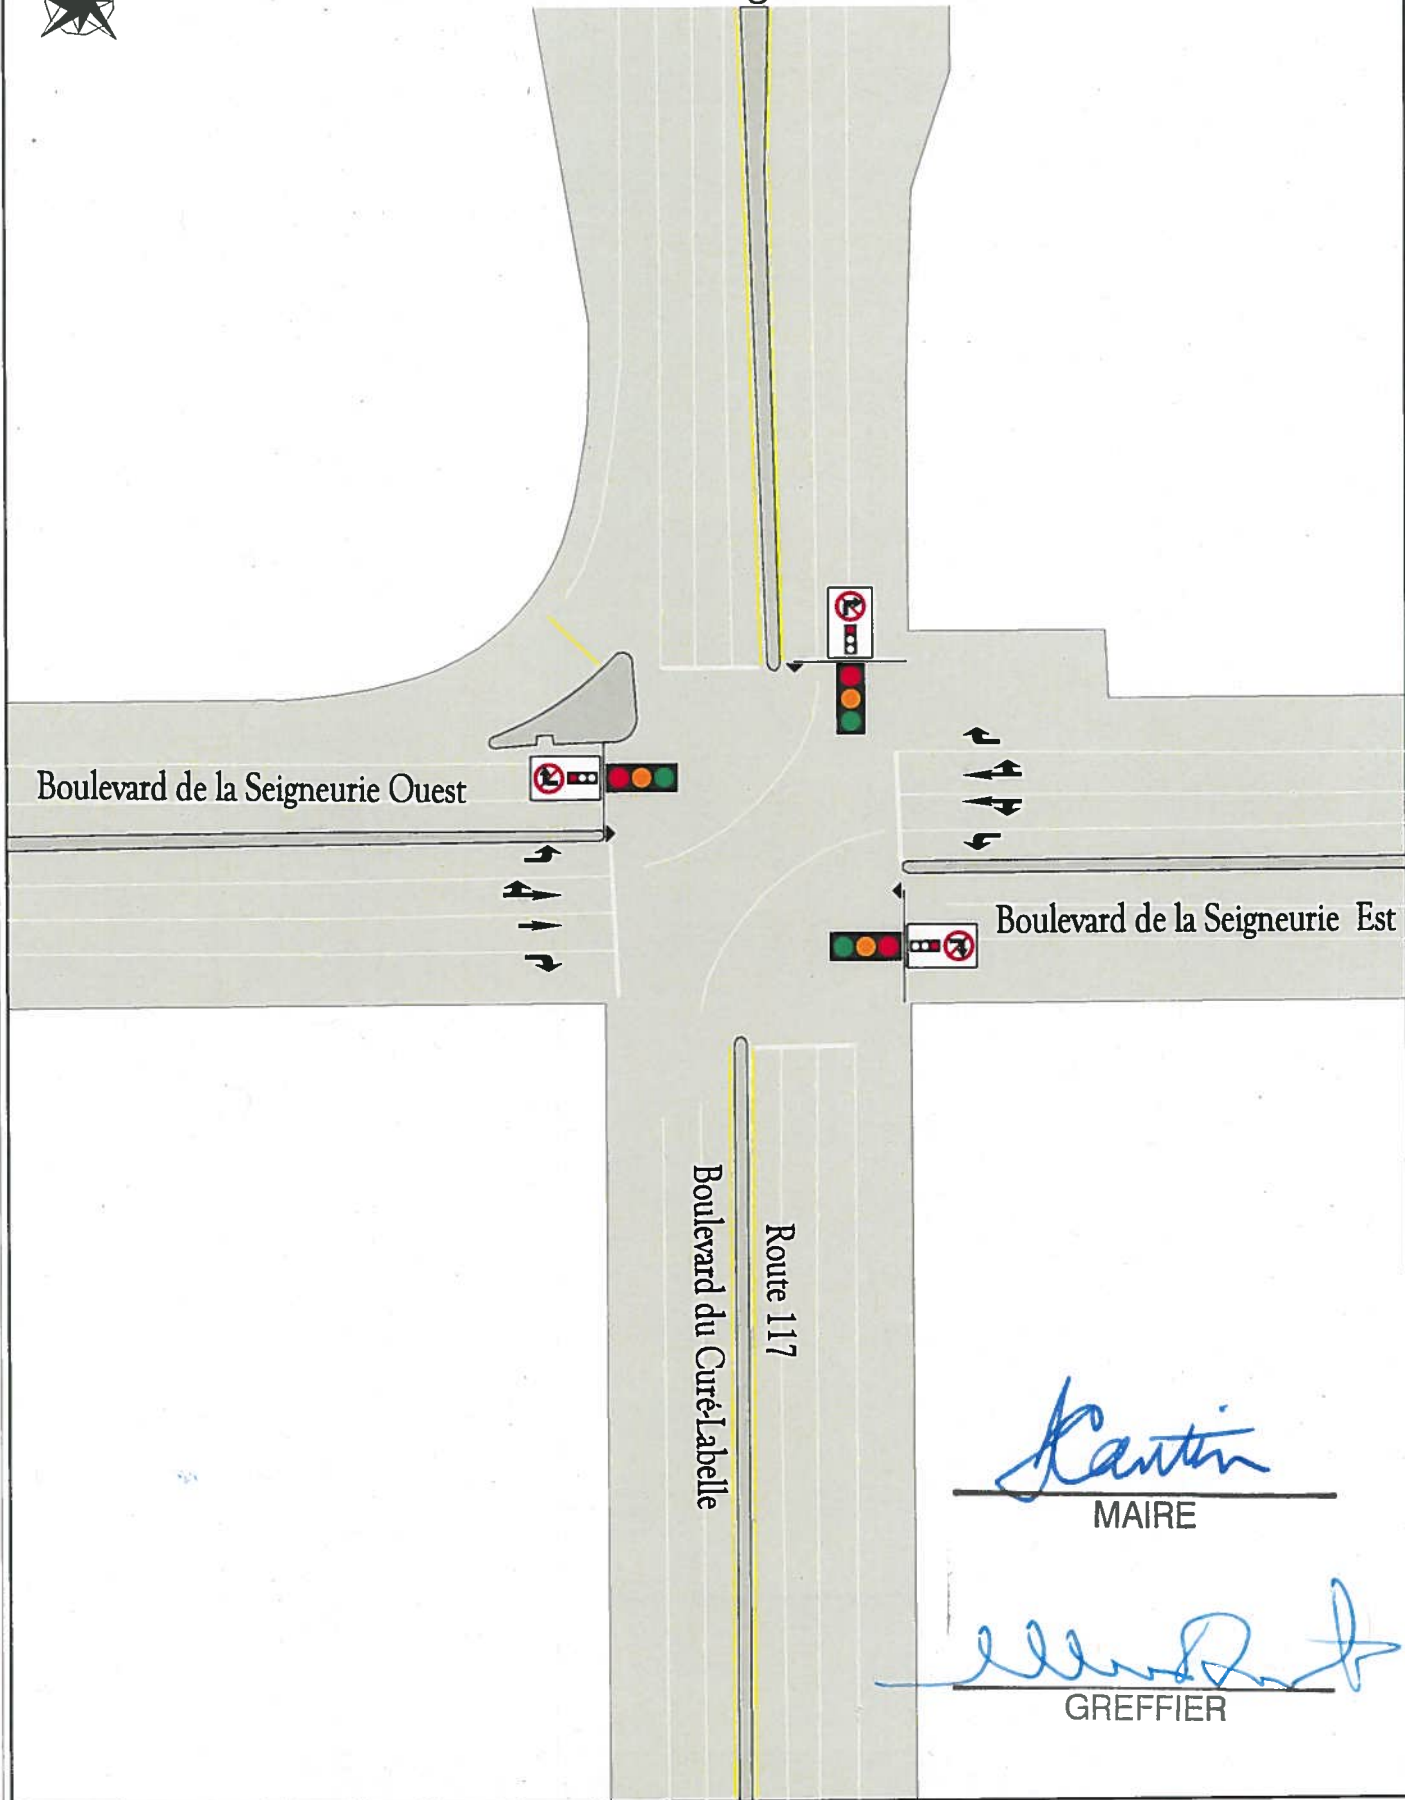 Boulevard de la Seigneurie Ouest
Boulevard de la Seigneurie Est
Route 117
Boulevard du Curé-Labelle
MAIRE
GREFFIER